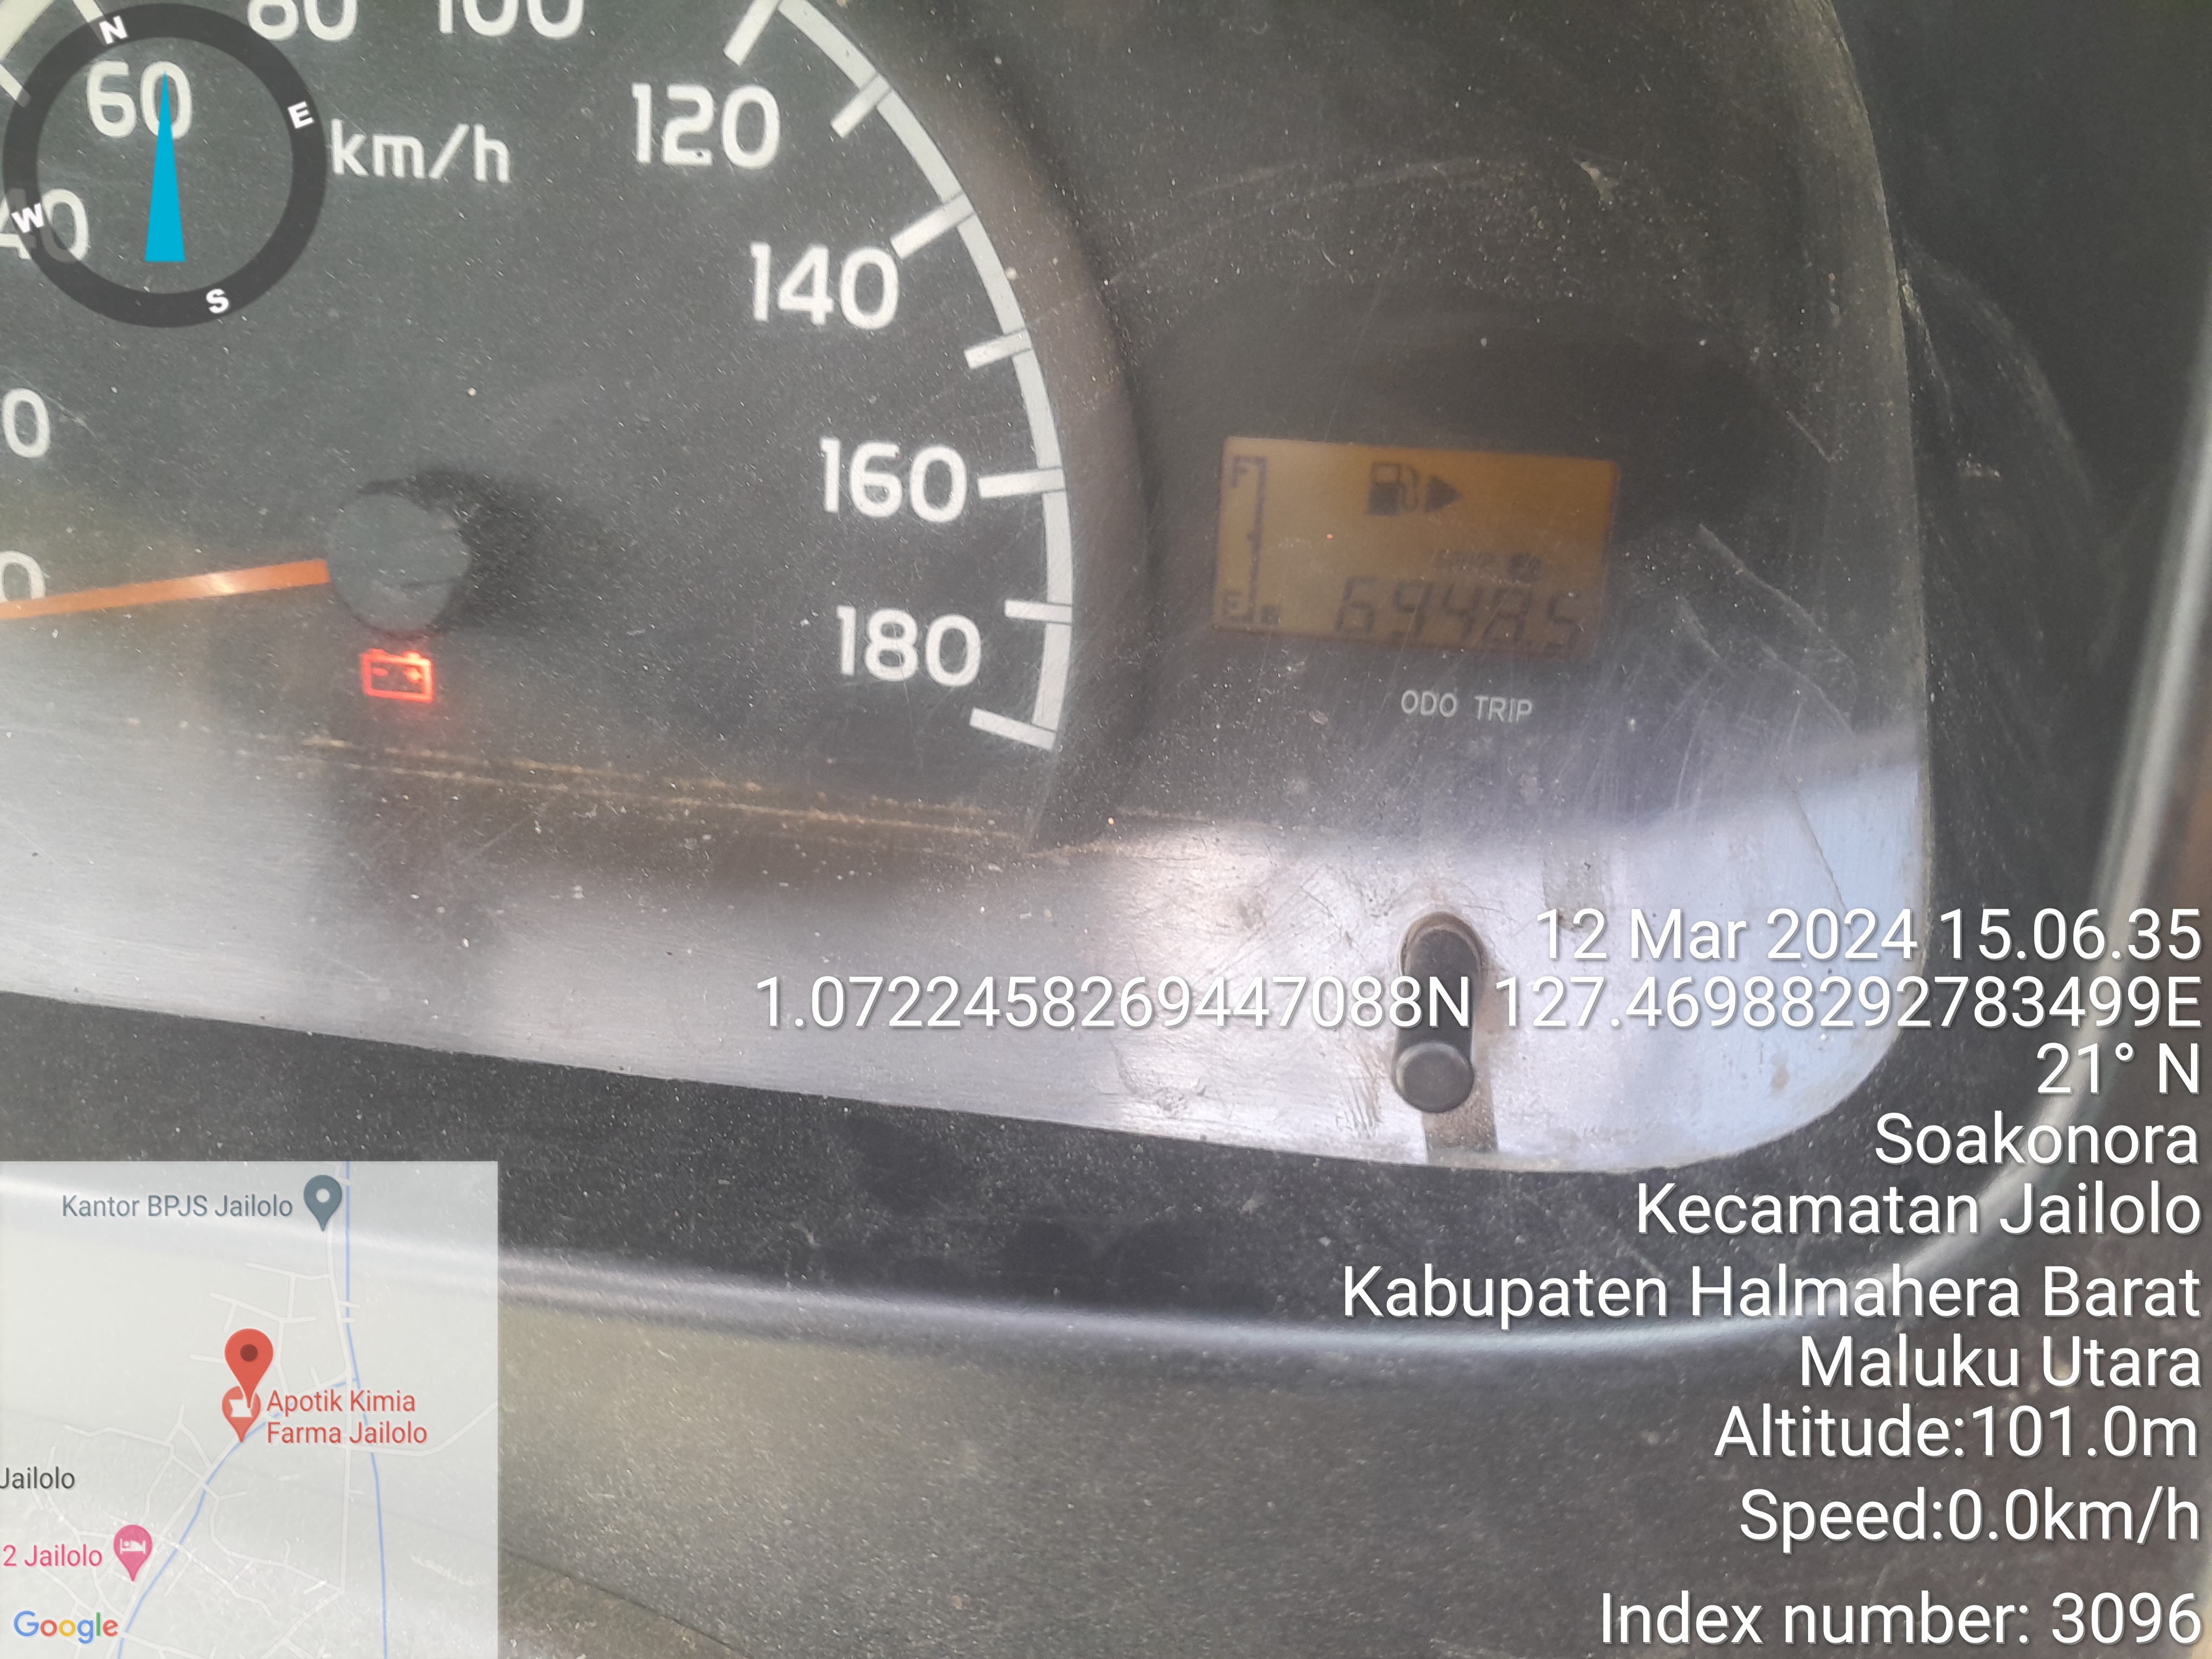 N
E
W
S
80
100
60
km/h
120
40
140
160
180
F
E
6948.5
ODO TRIP
12 Mar 2024 15.06.35
1.0722458269447088N 127.46988292783499E
21° N
Soakonora
Kecamatan Jailolo
Kabupaten Halmahera Barat
Maluku Utara
Altitude:101.0m
Speed:0.0km/h
Index number: 3096
Kantor BPJS Jailolo
Apotik Kimia
Farma Jailolo
Jailolo
2 Jailolo
Google